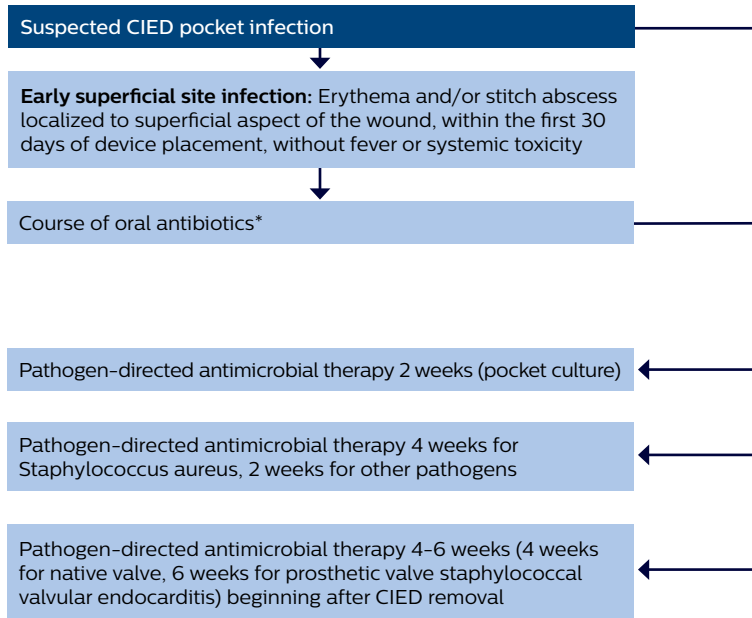 Suspected CIED pocket infection
Early superficial site infection: Erythema and/or stitch abscess
localized to superficial aspect of the wound, within the first 30
days of device placement, without fever or systemic toxicity
Course of oral antibiotics*
Pathogen-directed antimicrobial therapy 2 weeks (pocket culture)
Pathogen-directed antimicrobial therapy 4 weeks for
Staphylococcus aureus, 2 weeks for other pathogens
Pathogen-directed antimicrobial therapy 4-6 weeks (4 weeks
for native valve, 6 weeks for prosthetic valve staphylococcal
valvular endocarditis) beginning after CIED removal